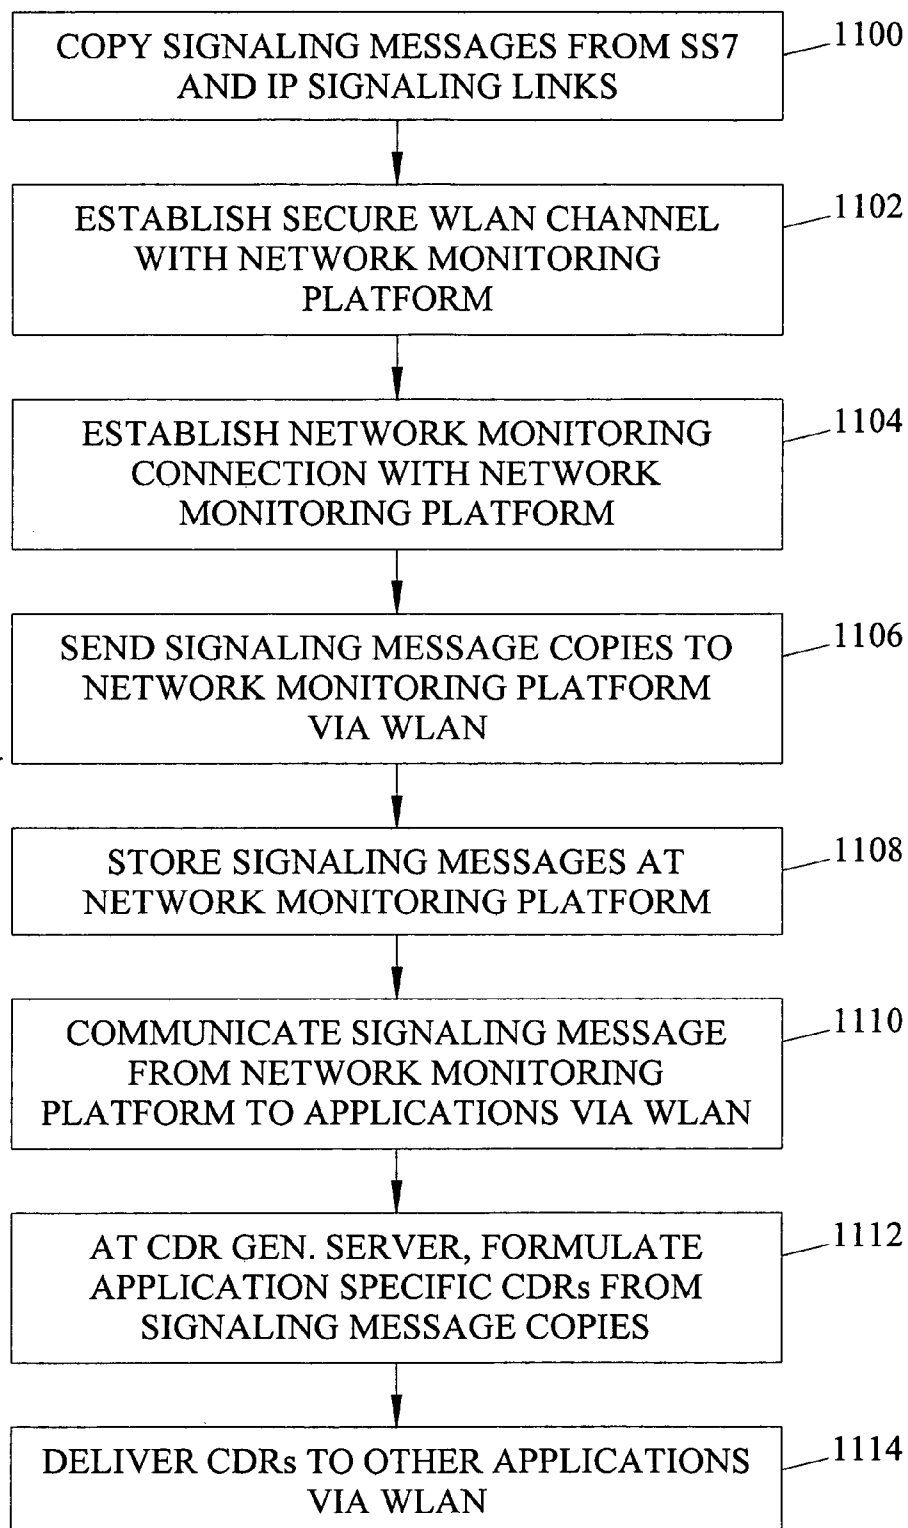 COPY SIGNALING MESSAGES FROM SS7
AND IP SIGNALING LINKS
1100
ESTABLISH SECURE WLAN CHANNEL
WITH NETWORK MONITORING
PLATFORM
1102
ESTABLISH NETWORK MONITORING
CONNECTION WITH NETWORK
MONITORING PLATFORM
1104
SEND SIGNALING MESSAGE COPIES TO
NETWORK MONITORING PLATFORM
VIA WLAN
1106
STORE SIGNALING MESSAGES AT
NETWORK MONITORING PLATFORM
1108
COMMUNICATE SIGNALING MESSAGE
FROM NETWORK MONITORING
PLATFORM TO APPLICATIONS VIA WLAN
1110
AT CDR GEN. SERVER, FORMULATE
APPLICATION SPECIFIC CDRs FROM
SIGNALING MESSAGE COPIES
1112
DELIVER CDRs TO OTHER APPLICATIONS
VIA WLAN
1114